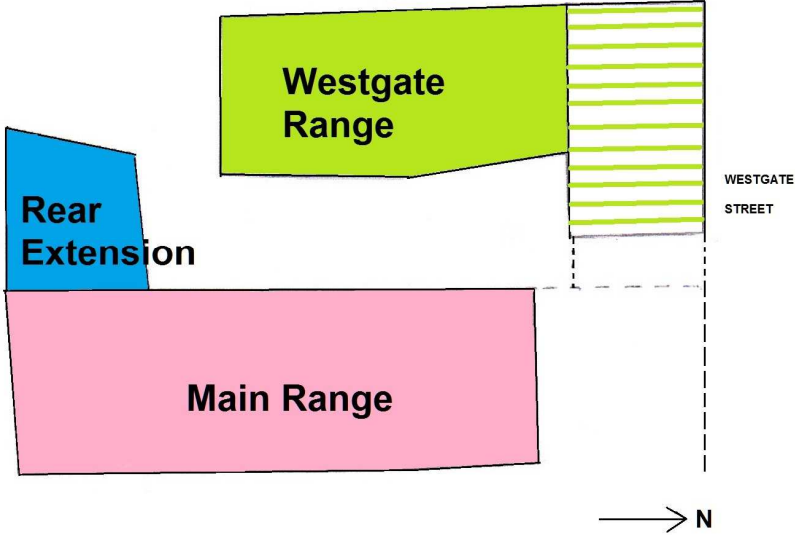 Westgate
Range
WESTGATE
STREET
Rear
Extension
Main Range
N